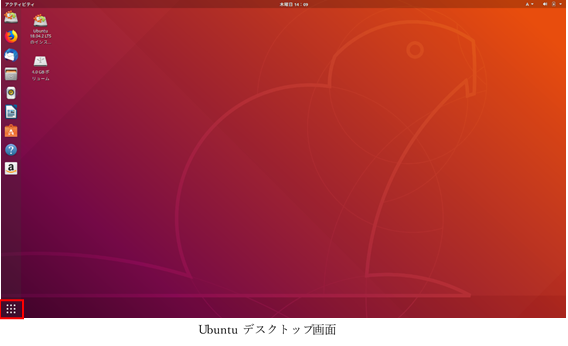 アクティビティ
水曜日 14：09
Ubuntu
18.04.2 LTS
のインス...
4.0 GB ボ
リューム
Ubuntu デスクトップ画面